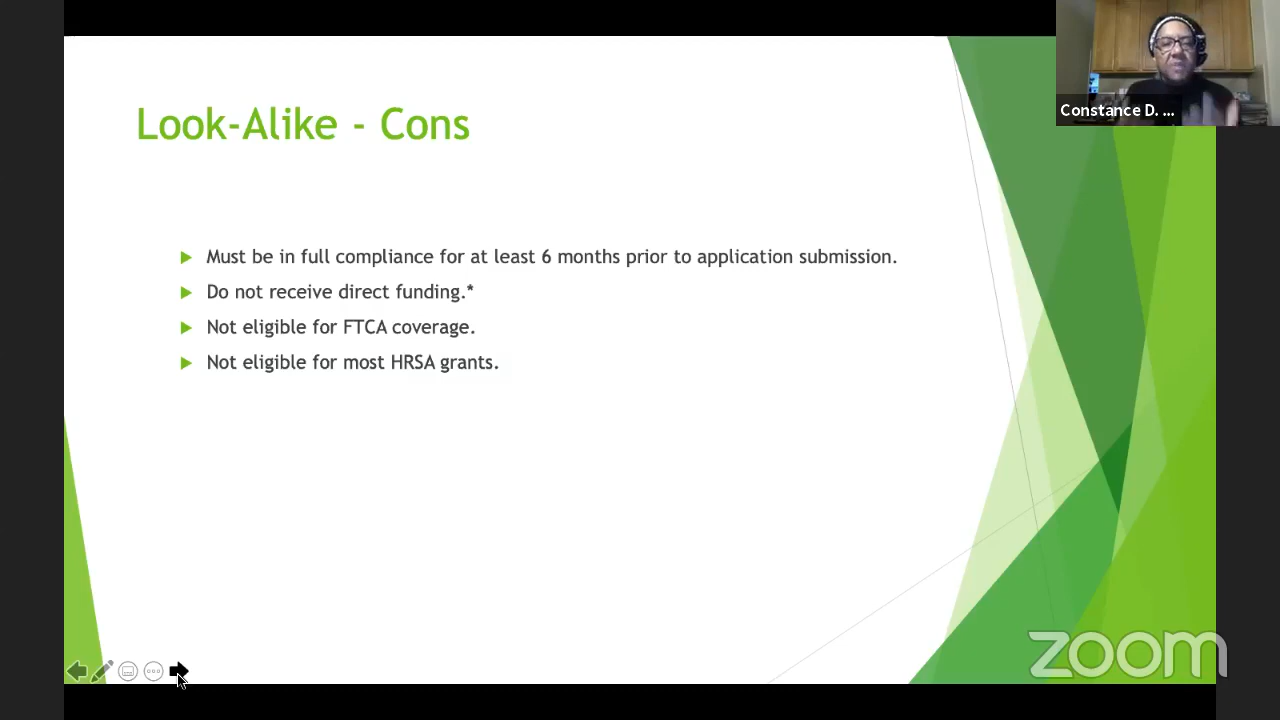 Constance D. ...
Look-Alike - Cons
Must be in full compliance for at least 6 months prior to application submission.
Do not receive direct funding.*
Not eligible for FTCA coverage.
Not eligible for most HRSA grants.
zoom